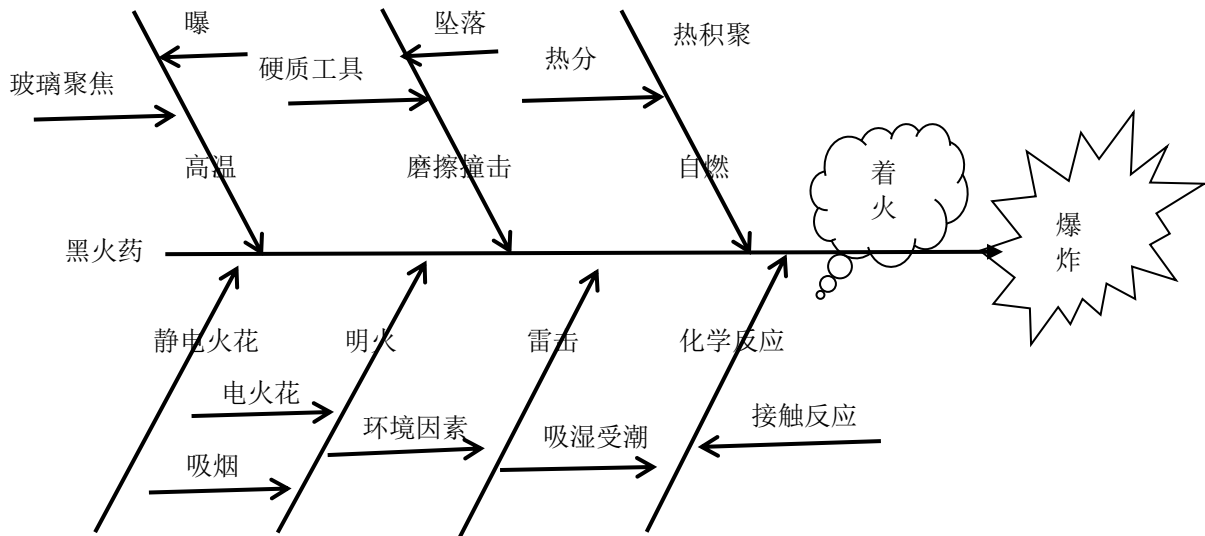 曝
坠落
热积聚
玻璃聚焦
硬质工具
热分
高温
磨擦撞击
自燃
着
火
黑火药
爆
炸
静电火花
明火
雷击
化学反应
电火花
环境因素
吸湿受潮
接触反应
吸烟